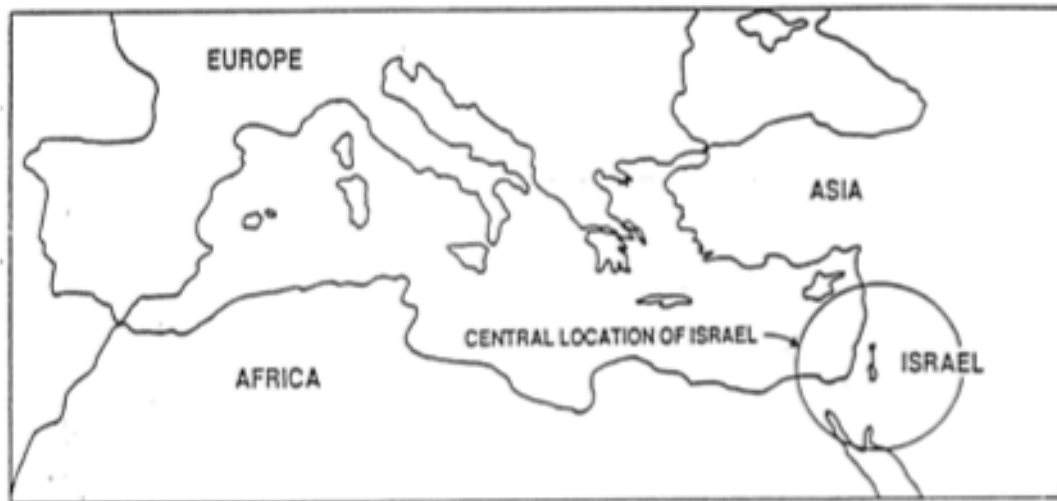 EUROPE
ASIA
CENTRAL LOCATION OF ISRAEL
ISRAEL
AFRICA